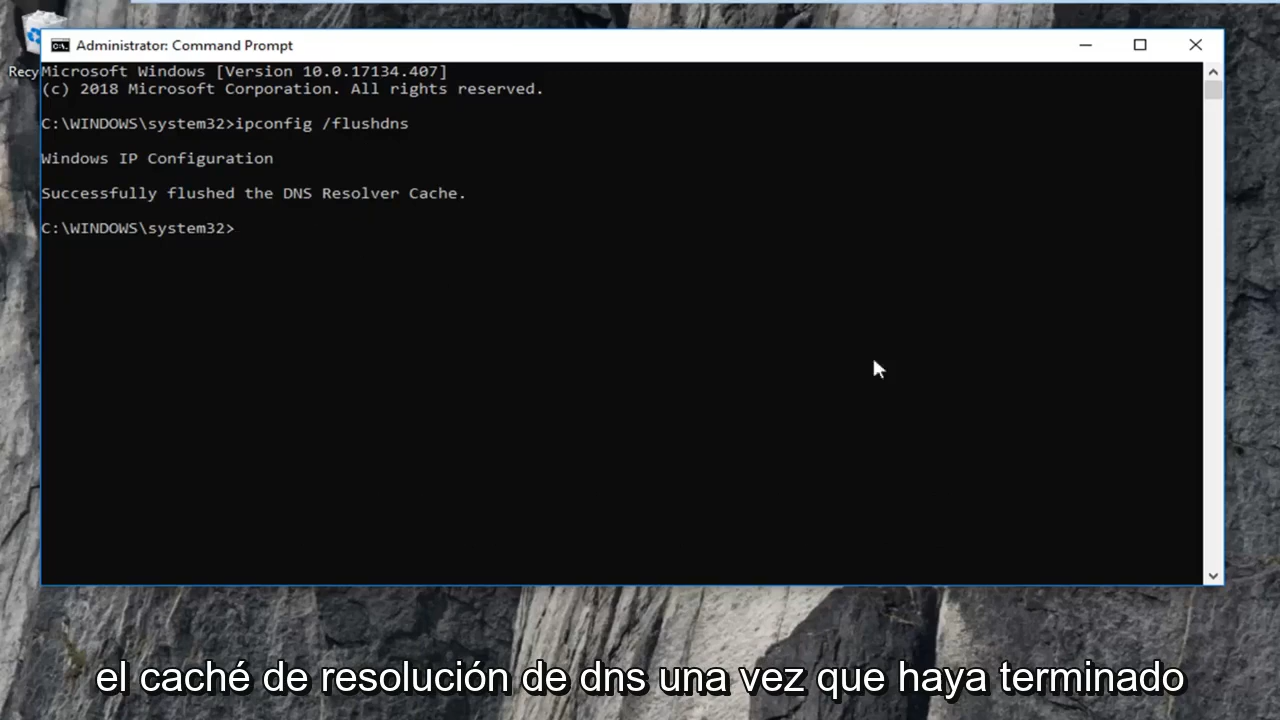 Administrator: Command Prompt
Recy
Microsoft Windows [Version 10.0.17134.407]
(c) 2018 Microsoft Corporation. All rights reserved.
C:\WINDOWS\system32>ipconfig /flushdns
Windows IP Configuration
Successfully flushed the DNS Resolver Cache.
C:\WINDOWS\system32>
el caché de resolución de dns una vez que haya terminado